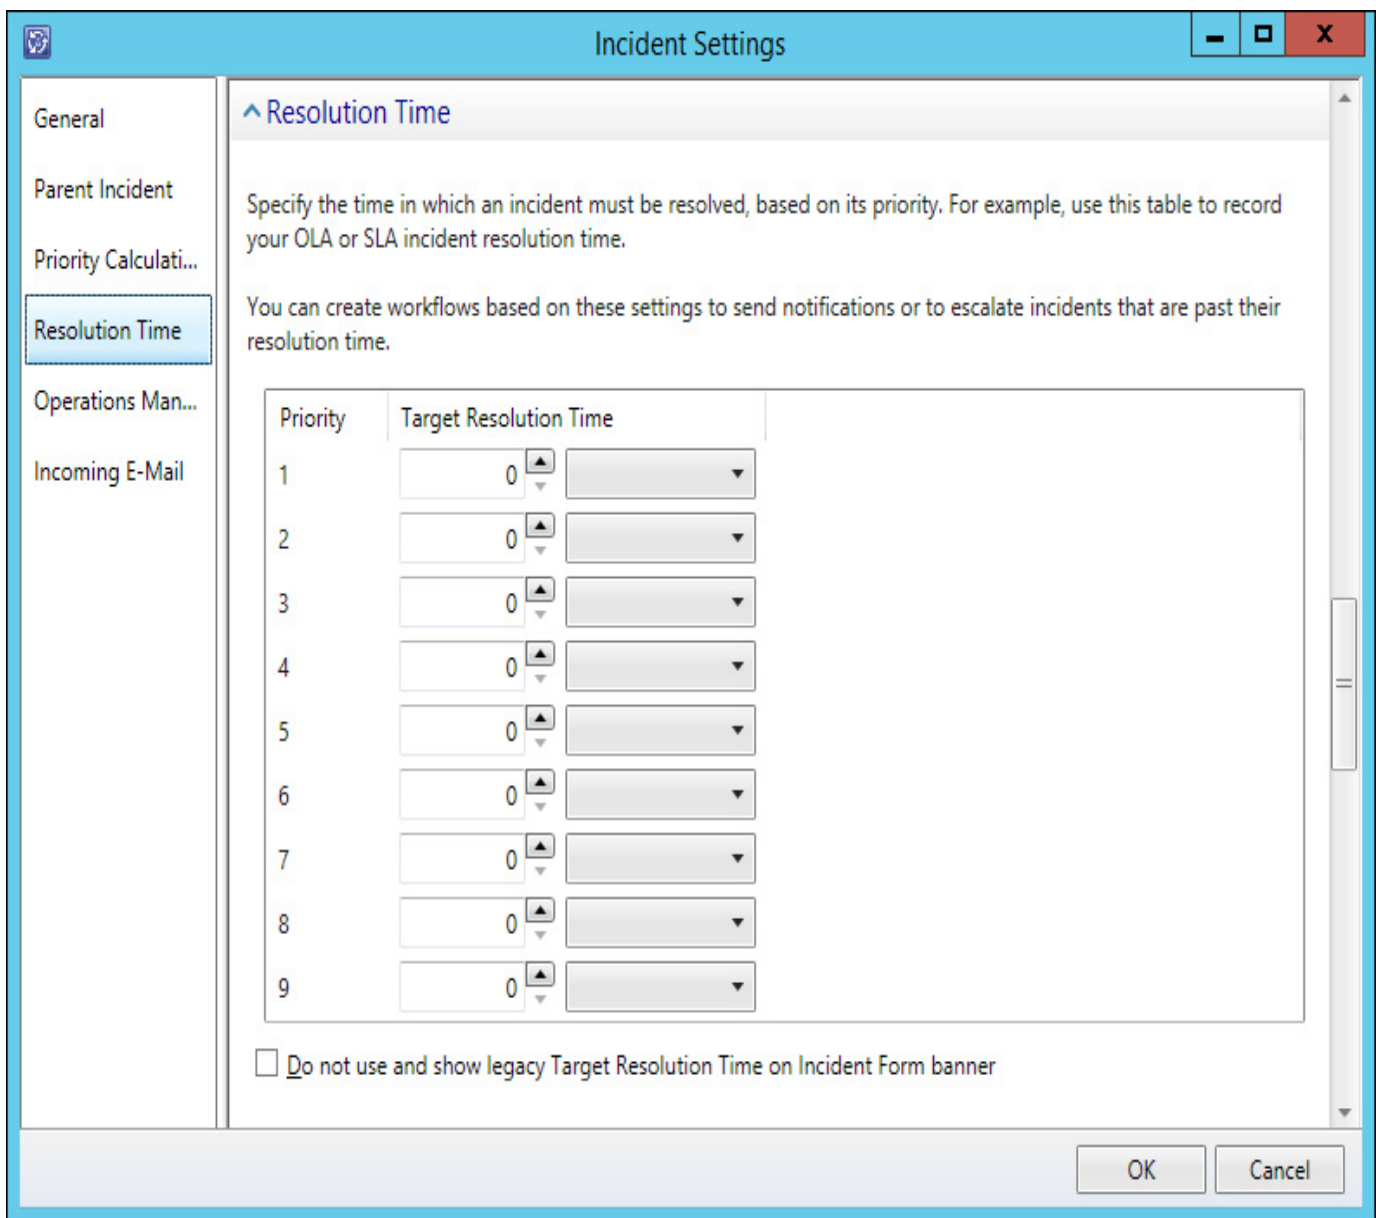 Incident Settings
General
Parent Incident
Priority Calculati...
Resolution Time
Operations Man...
Incoming E-Mail
Resolution Time
Specify the time in which an incident must be resolved, based on its priority. For example, use this table to record
your OLA or SLA incident resolution time.
You can create workflows based on these settings to send notifications or to escalate incidents that are past their
resolution time.
Priority Target Resolution Time
1 0
2 0
3 0
4 0
5 0
6 0
7 0
8 0
9 0
Do not use and show legacy Target Resolution Time on Incident Form banner
OK Cancel